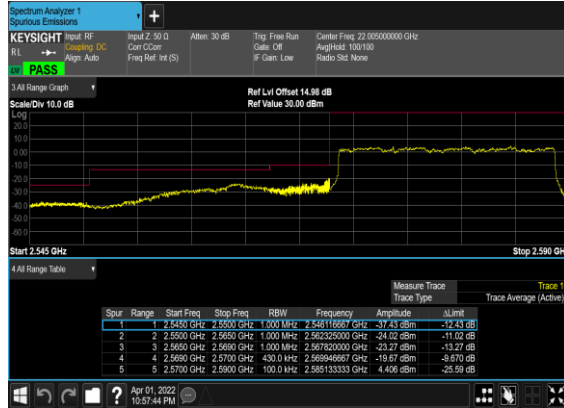 Spectrum Analyzer 1
Spurious Emissions
+
KEYSIGHT Input: RF Input Z: 50 Ω Atten: 30 dB Trig: Free Run Center Freq: 22.005000000 GHz
RL Coupling: DC Corr CCorr Gate: Off Avg|Hold: 100/100
Align: Auto Freq Ref: Int (S) IF Gain: Low Radio Std: None
PASS
3 All Range Graph
Ref Lvl Offset 14.98 dB
Scale/Div 10.0 dB Ref Value 30.00 dBm
Log
20.0
10.0
0.00
-10.0
-20.0
-30.0
-40.0
-50.0
-60.0
Start 2.545 GHz Stop 2.590 GHz
4 All Range Table
Measure Trace Trace 1
Trace Type Trace Average (Active)
Spur Range Start Freq Stop Freq RBW Frequency Amplitude ΔLimit
1 1 2.5450 GHz 2.5500 GHz 1.000 MHz 2.546116667 GHz -37.43 dBm -12.43 dB
2 2 2.5500 GHz 2.5650 GHz 1.000 MHz 2.562325000 GHz -24.02 dBm -11.02 dB
3 3 2.5650 GHz 2.5690 GHz 1.000 MHz 2.567820000 GHz -23.27 dBm -13.27 dB
4 4 2.5690 GHz 2.5700 GHz 430.0 kHz 2.569946667 GHz -19.67 dBm -9.670 dB
5 5 2.5700 GHz 2.5900 GHz 100.0 kHz 2.585133333 GHz 4.406 dBm -25.59 dB
?
Apr 01, 2022
10:57:44 PM